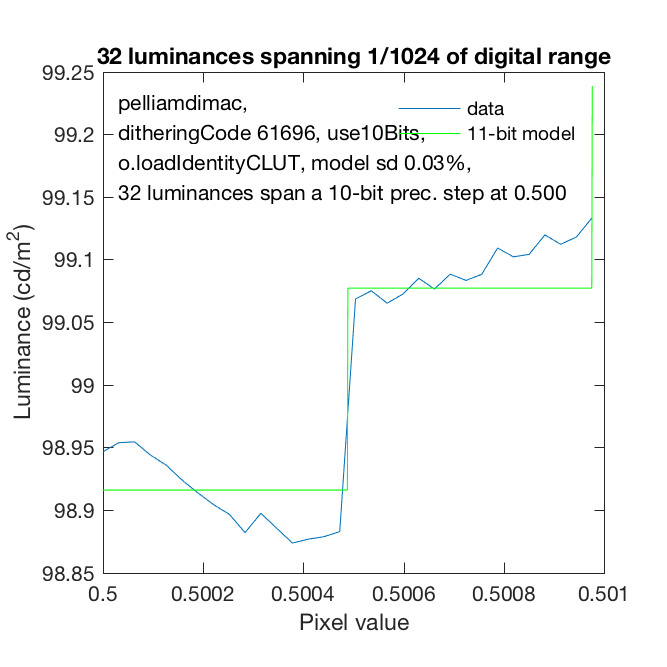 32 luminances spanning 1/1024 of digital range
99.25
99.2
99.15
99.1
99.05
99
98.95
98.9
98.85
Luminance (cd/m²)
pelliamdimac,
ditheringCode 61696, use10Bits,
o.loadIdentityCLUT, model sd 0.03%,
32 luminances span a 10-bit prec. step at 0.500
data
11-bit model
0.5 0.5002 0.5004 0.5006 0.5008 0.501
Pixel value